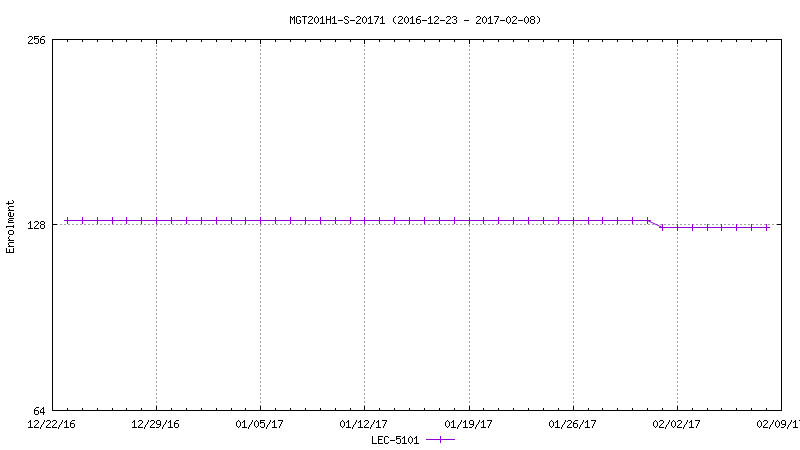 MGT201H1-S-20171 (2016-12-23 - 2017-02-08)
256
128
64
Enrolment
12/22/16 12/29/16 01/05/17 01/12/17 01/19/17 01/26/17 02/02/17 02/09/1
LEC-5101